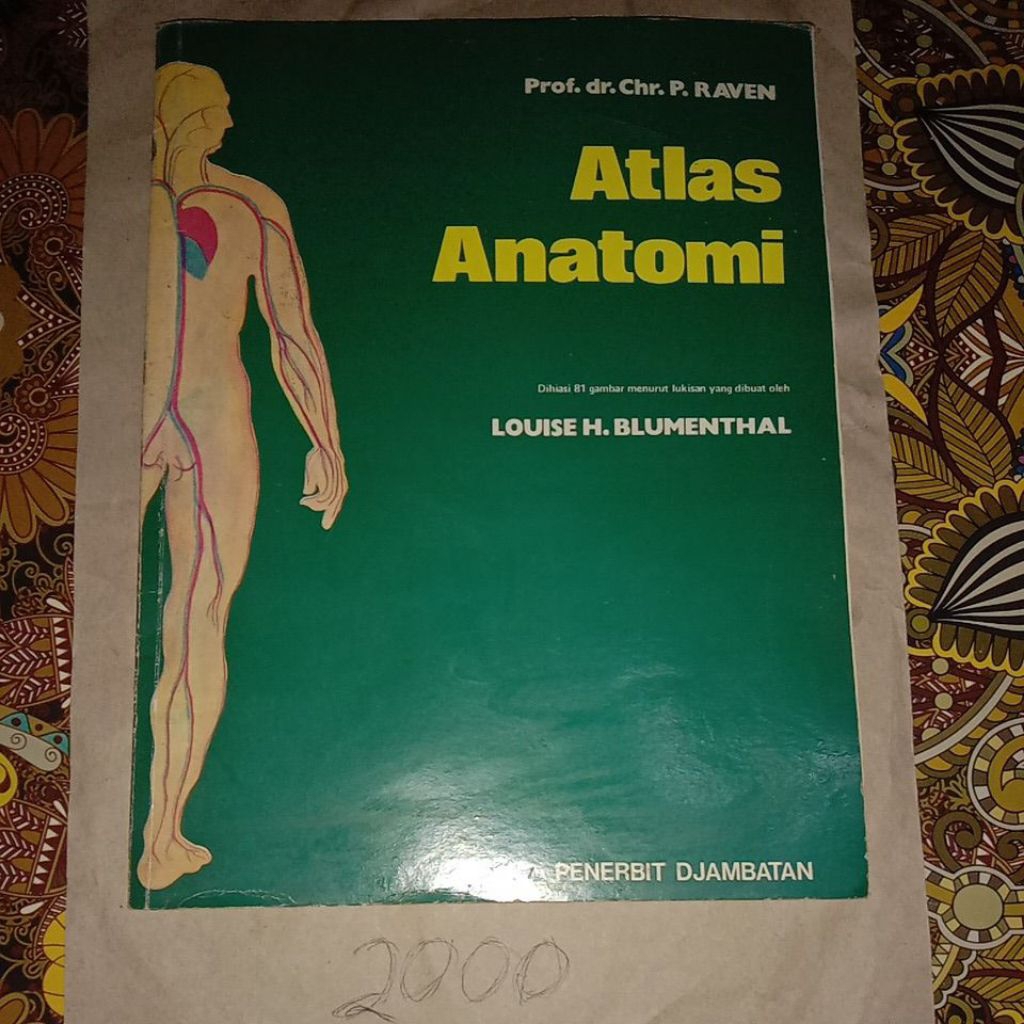 Prof. dr. Chr. P. RAVEN
Atlas
Anatomi
Dihiasi 81 gambar menurut lukisan yang dibuat oleh
LOUISE H. BLUMENTHAL
PENERBIT DJAMBATAN
2000